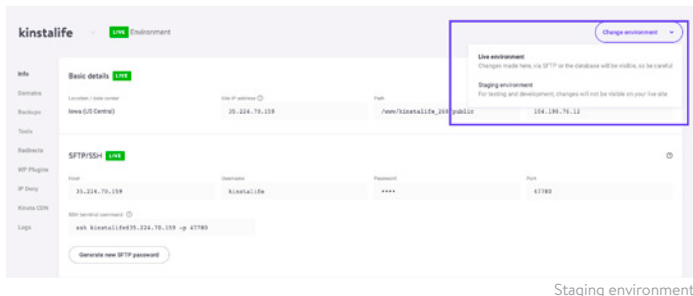 kinstalife
LIVE Environment
Change environment
Live environment
Changes made here, via SFTP or the database will be visible, so be careful
Staging environment
For testing and development, changes will not be visible on your live site
Info
Domains
Backups
Tools
Redirects
WP Plugins
IP Deny
Kinsta CDN
Logs
Basic details LIVE
Location / data center
Iowa (US Central)
Site IP address
35.224.70.159
Path
/www/kinstalife_268/public
104.198.76.12
SFTP/SSH LIVE
Host
35.224.70.159
Username
kinstalife
Password
••••
Port
47780
SSH terminal command
ssh kinstalife@35.224.70.159 -p 47780
Generate new SFTP password
Staging environment